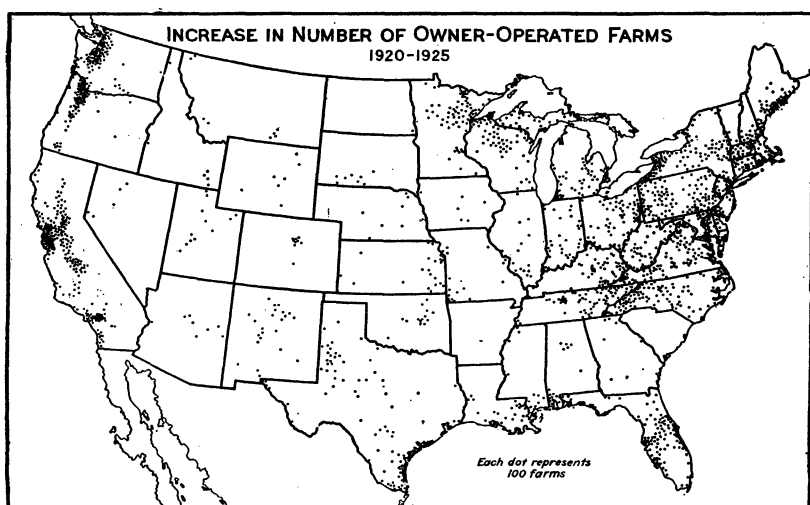 INCREASE IN NUMBER OF OWNER-OPERATED FARMS
1920-1925
Each dot represents
100 farms